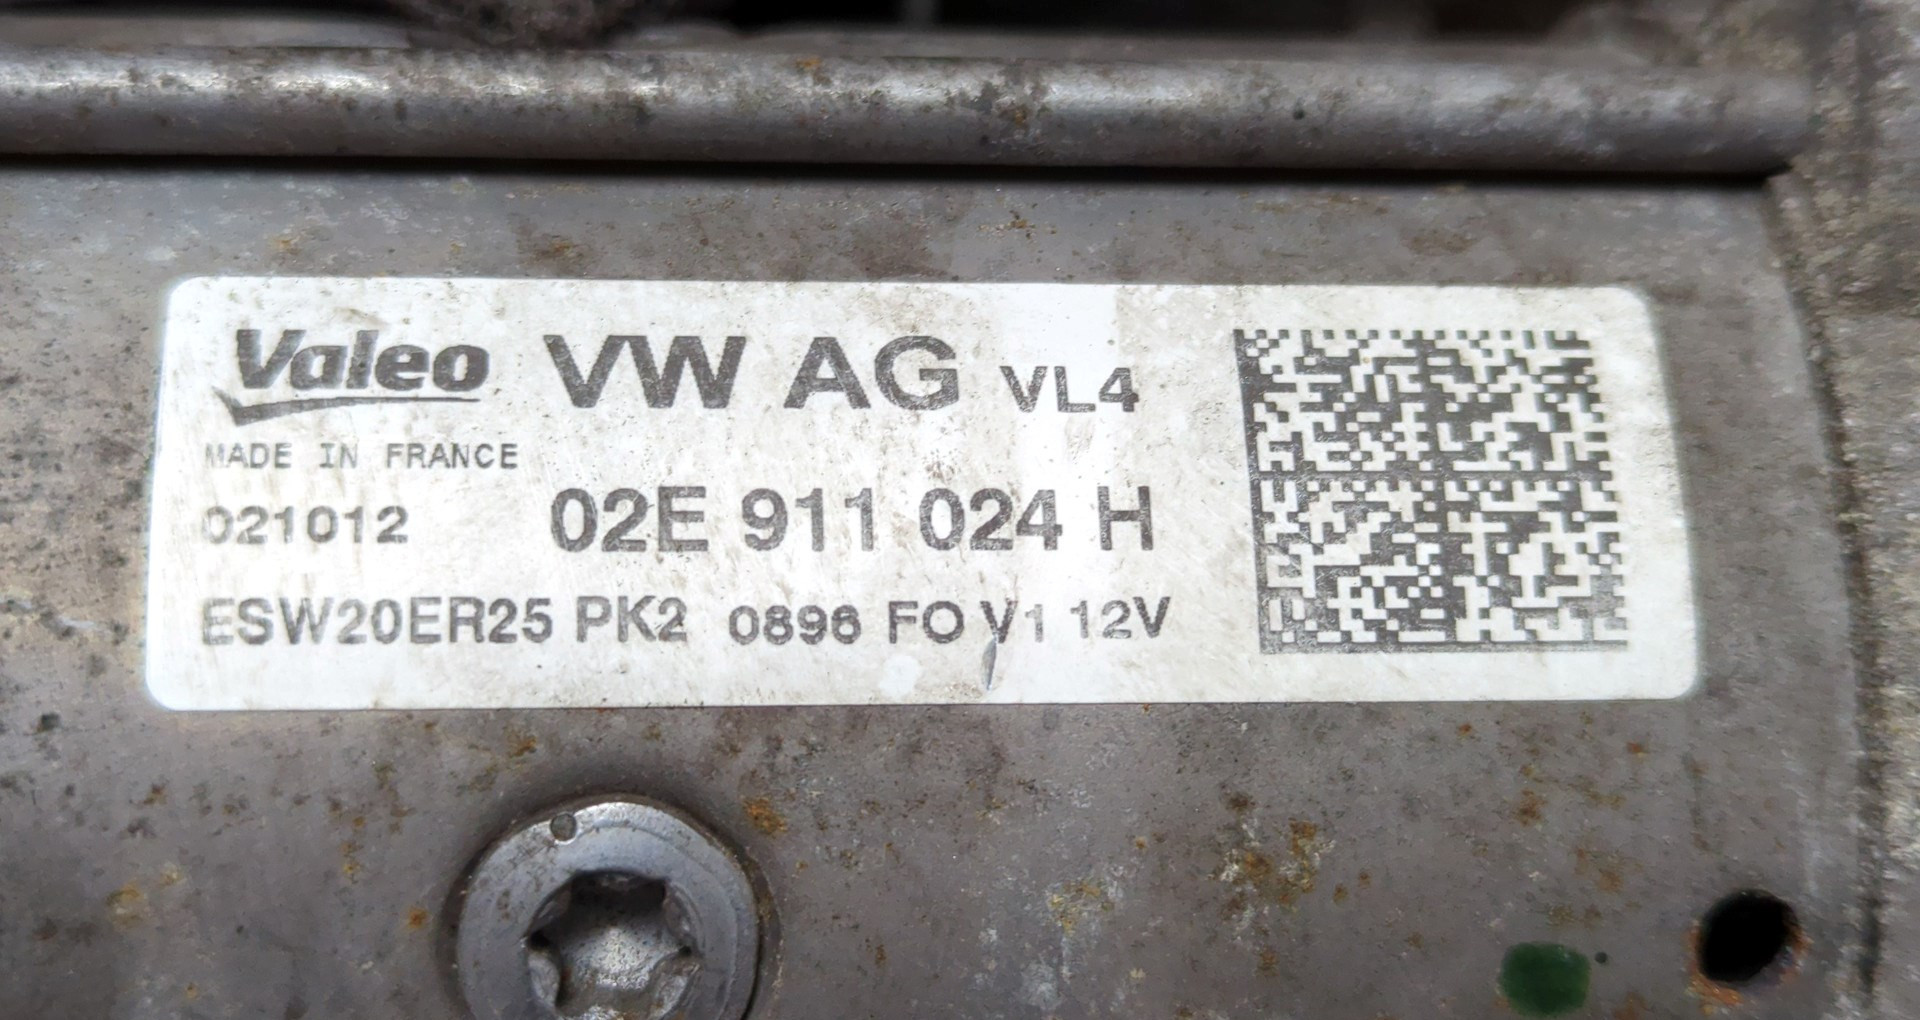 Valeo VW AG VL4
MADE IN FRANCE
021012 02E 911 024 H
ESW20ER25 PK2 0896 FO V1 12V